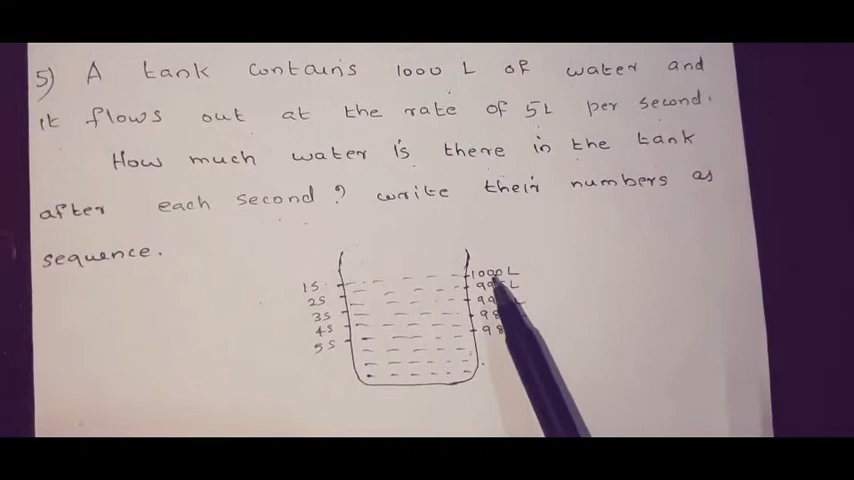 5) A tank contains 1000 L of water and
it flows out at the rate of 5L per second.
How much water is there in the tank
after each second? write their numbers as
sequence.
1S
2S
3S
4S
5S
1000 L